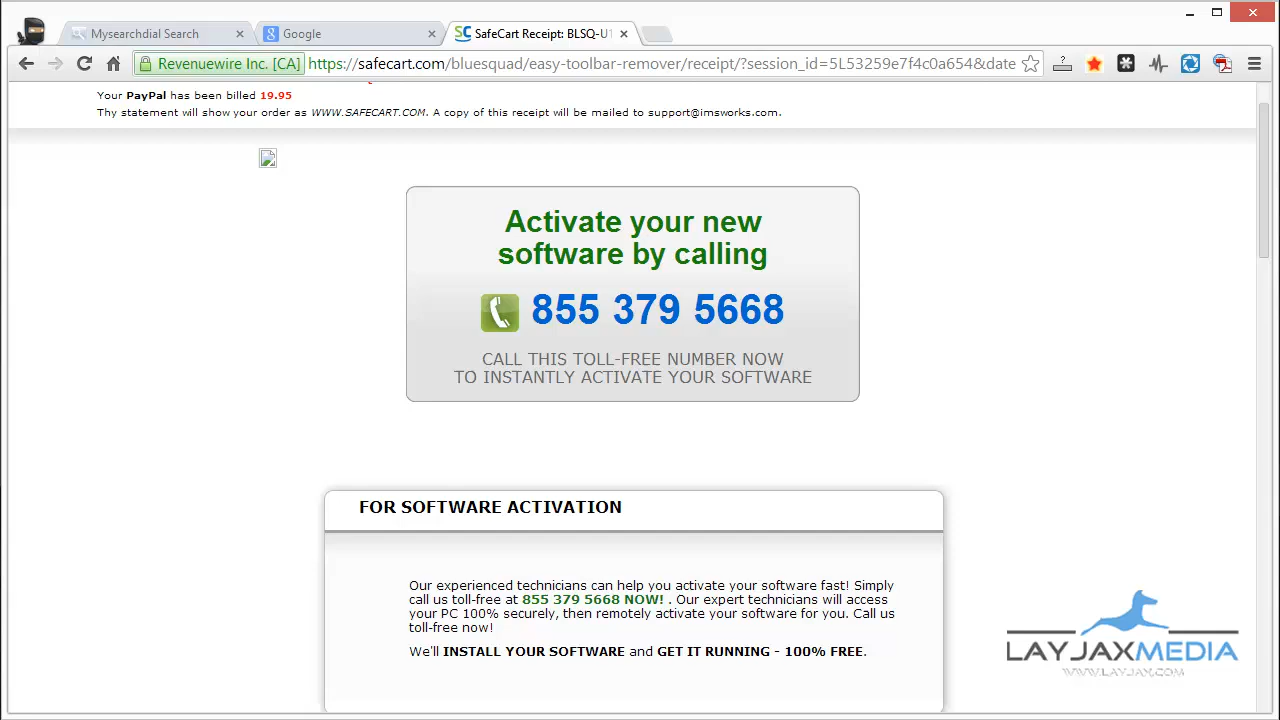 Mysearchdial Search
Google
SC SafeCart Receipt: BLSQ-U1
Revenuewire Inc. [CA] https://safecart.com/bluesquad/easy-toolbar-remover/receipt/?session_id=5L53259e7f4c0a654&date
Your PayPal has been billed 19.95
Thy statement will show your order as WWW.SAFECART.COM. A copy of this receipt will be mailed to support@imsworks.com.
Activate your new
software by calling
855 379 5668
CALL THIS TOLL-FREE NUMBER NOW
TO INSTANTLY ACTIVATE YOUR SOFTWARE
FOR SOFTWARE ACTIVATION
Our experienced technicians can help you activate your software fast! Simply
call us toll-free at 855 379 5668 NOW! . Our expert technicians will access
your PC 100% securely, then remotely activate your software for you. Call us
toll-free now!
We'll INSTALL YOUR SOFTWARE and GET IT RUNNING - 100% FREE.
LAYJAXMEDIA
WWW.LAYJAX.COM